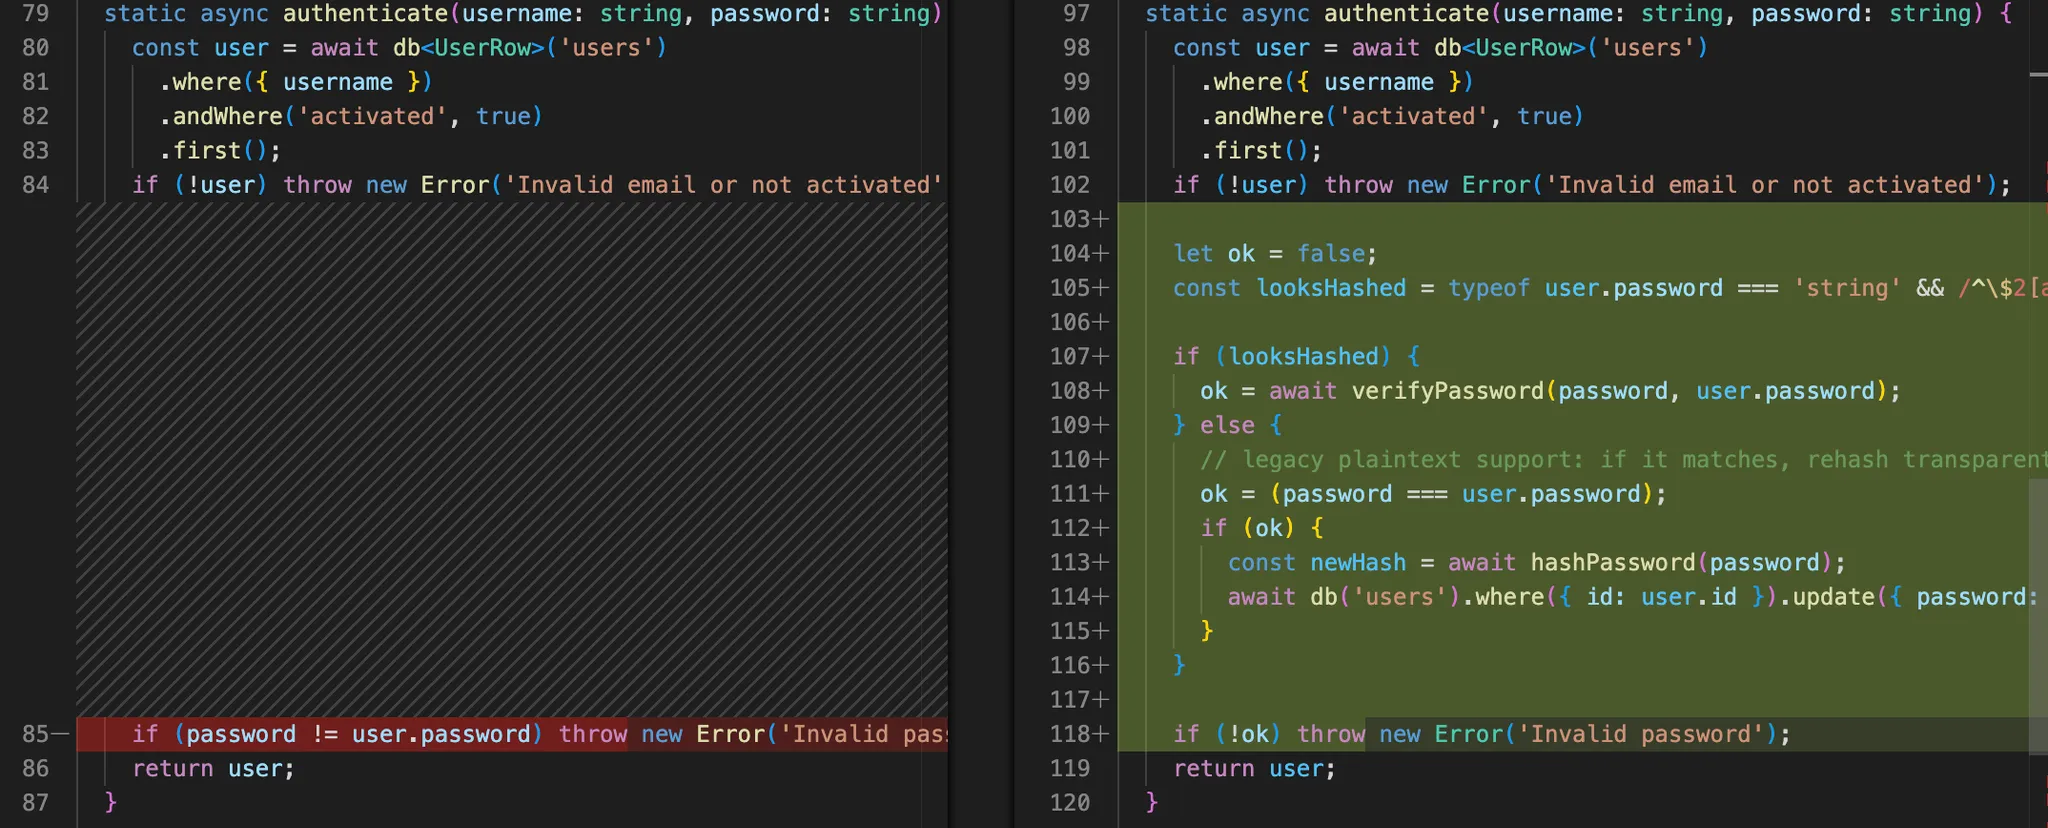 79 static async authenticate(username: string, password: string)
80 const user = await db<UserRow>('users')
81 .where({ username })
82 .andWhere('activated', true)
83 .first();
84 if (!user) throw new Error('Invalid email or not activated'
85— if (password != user.password) throw new Error('Invalid pas
86 return user;
87 }
97 static async authenticate(username: string, password: string) {
98 const user = await db<UserRow>('users')
99 .where({ username })
100 .andWhere('activated', true)
101 .first();
102 if (!user) throw new Error('Invalid email or not activated');
103+
104+ let ok = false;
105+ const looksHashed = typeof user.password === 'string' && /^\$2[a
106+
107+ if (looksHashed) {
108+ ok = await verifyPassword(password, user.password);
109+ } else {
110+ // legacy plaintext support: if it matches, rehash transparent
111+ ok = (password === user.password);
112+ if (ok) {
113+ const newHash = await hashPassword(password);
114+ await db('users').where({ id: user.id }).update({ password:
115+ }
116+ }
117+
118+ if (!ok) throw new Error('Invalid password');
119 return user;
120 }